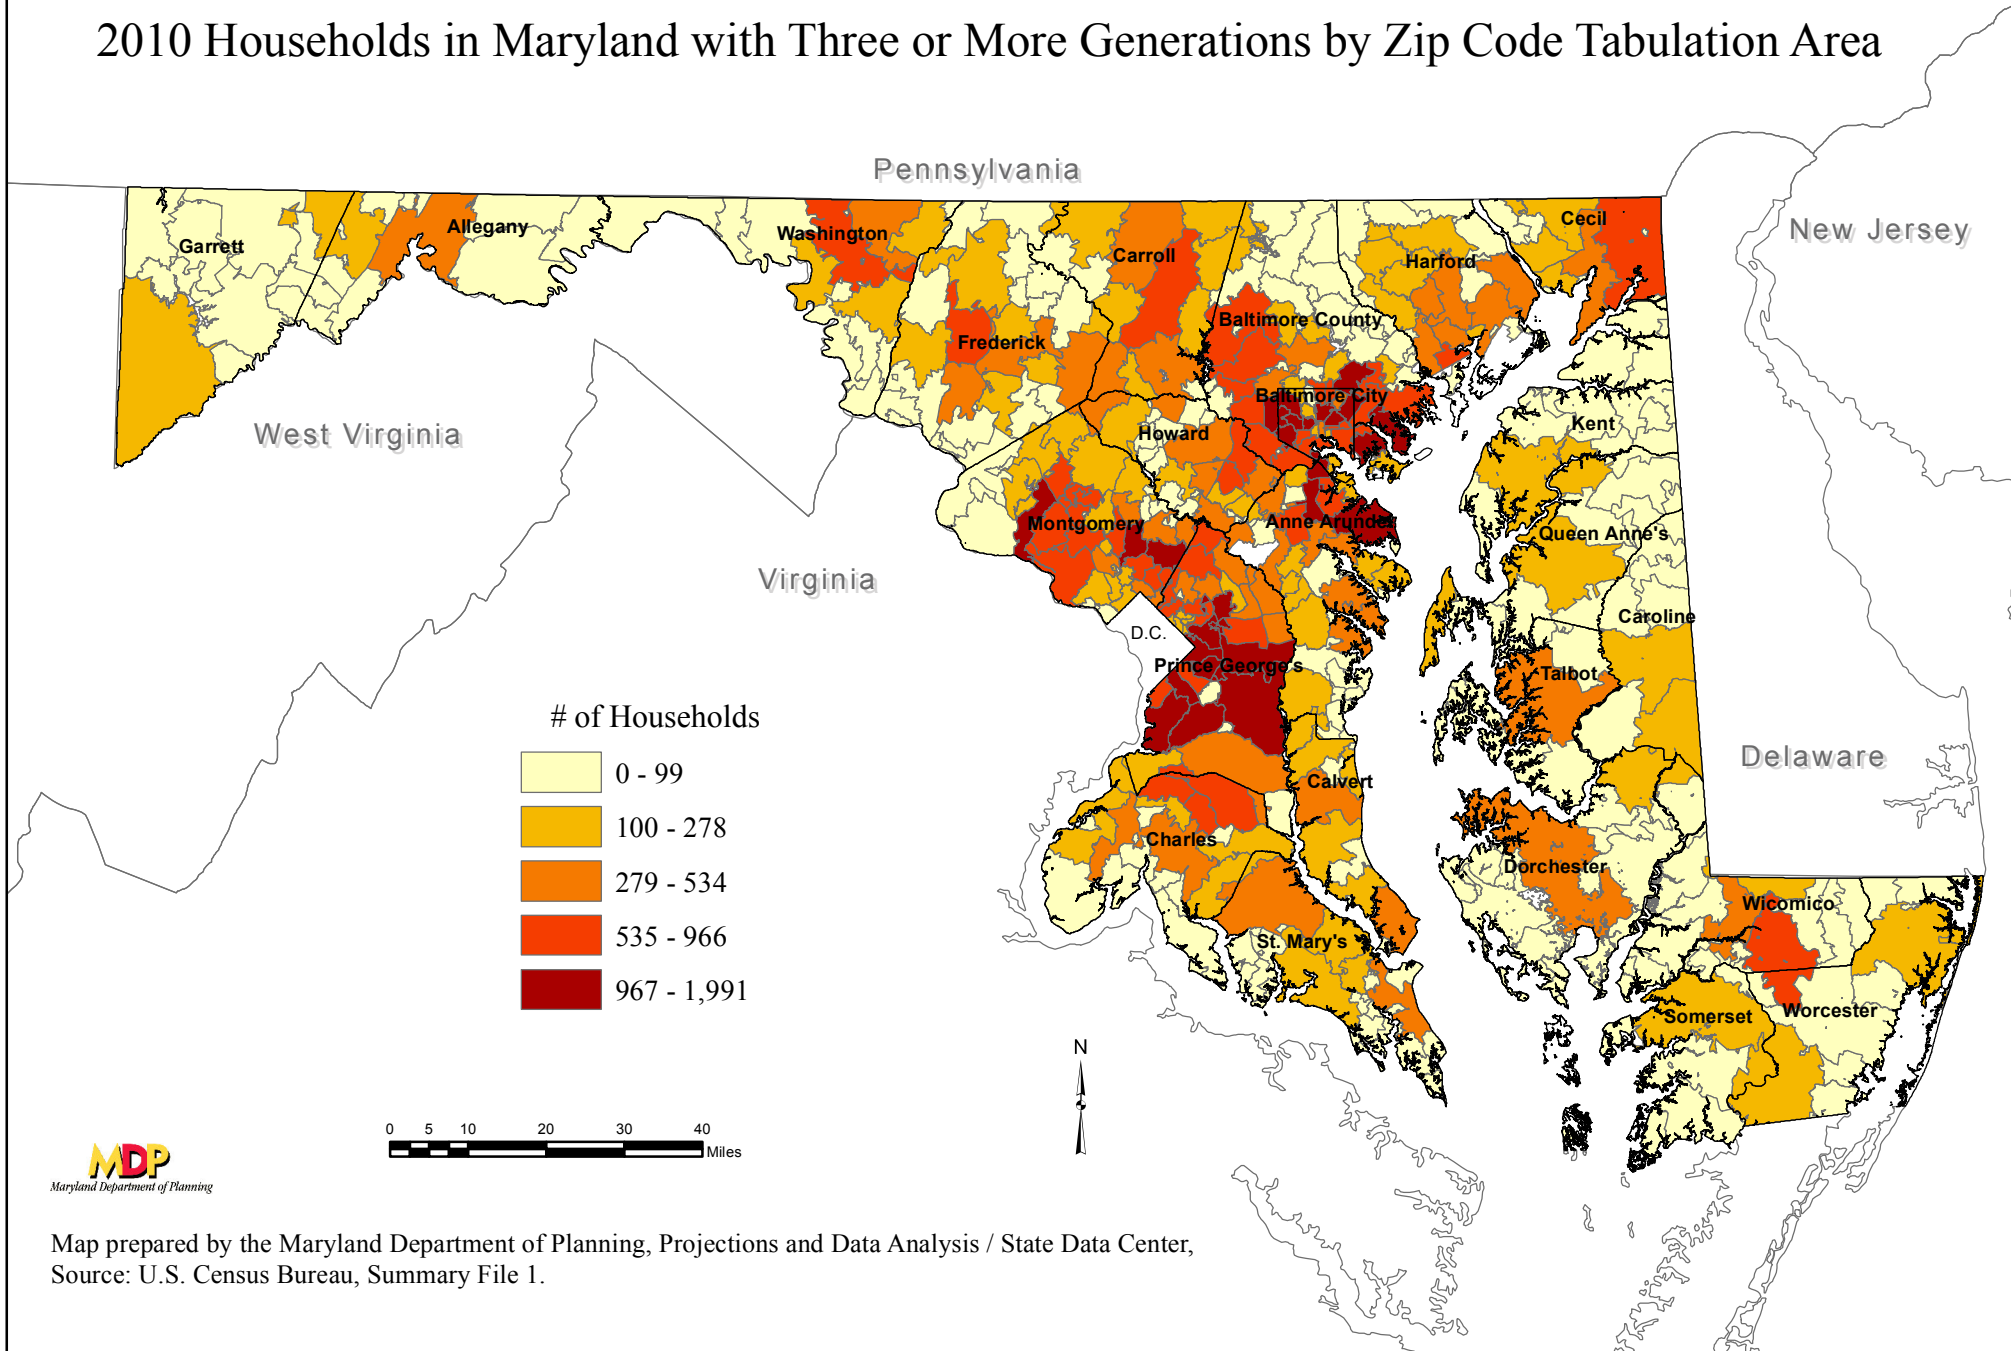 2010 Households in Maryland with Three or More Generations by Zip Code Tabulation Area
Pennsylvania
New Jersey
Garrett
Allegany
Washington
Carroll
Cecil
Harford
Frederick
Baltimore County
Baltimore City
Howard
Kent
West Virginia
Montgomery
Anne Arundel
Queen Anne's
Virginia
Caroline
D.C.
Prince George's
Talbot
Delaware
Calvert
Charles
Dorchester
St. Mary's
Wicomico
Somerset
Worcester
# of Households
0 - 99
100 - 278
279 - 534
535 - 966
967 - 1,991
N
0 5 10 20 30 40
Miles
MDP
Maryland Department of Planning
Map prepared by the Maryland Department of Planning, Projections and Data Analysis / State Data Center,
Source: U.S. Census Bureau, Summary File 1.